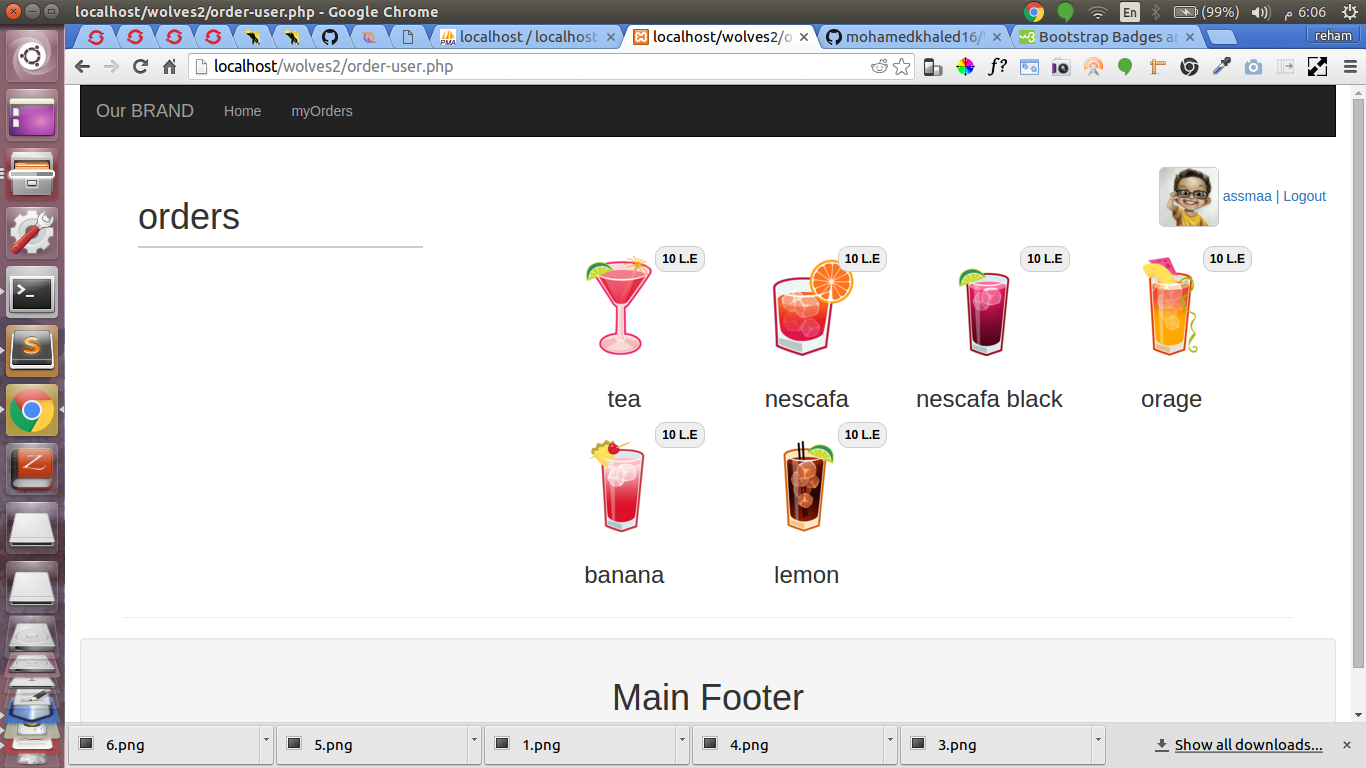 localhost/wolves2/order-user.php - Google Chrome
En (99%) 6:06 م
localhost / localhost
localhost/wolves2/o
mohamedkhaled16/
Bootstrap Badges a
reham
localhost/wolves2/order-user.php
f?
Our BRAND Home myOrders
assmaa | Logout
orders
10 L.E 10 L.E 10 L.E 10 L.E
tea nescafa nescafa black orage
10 L.E 10 L.E
banana lemon
Main Footer
6.png 5.png 1.png 4.png 3.png Show all downloads...